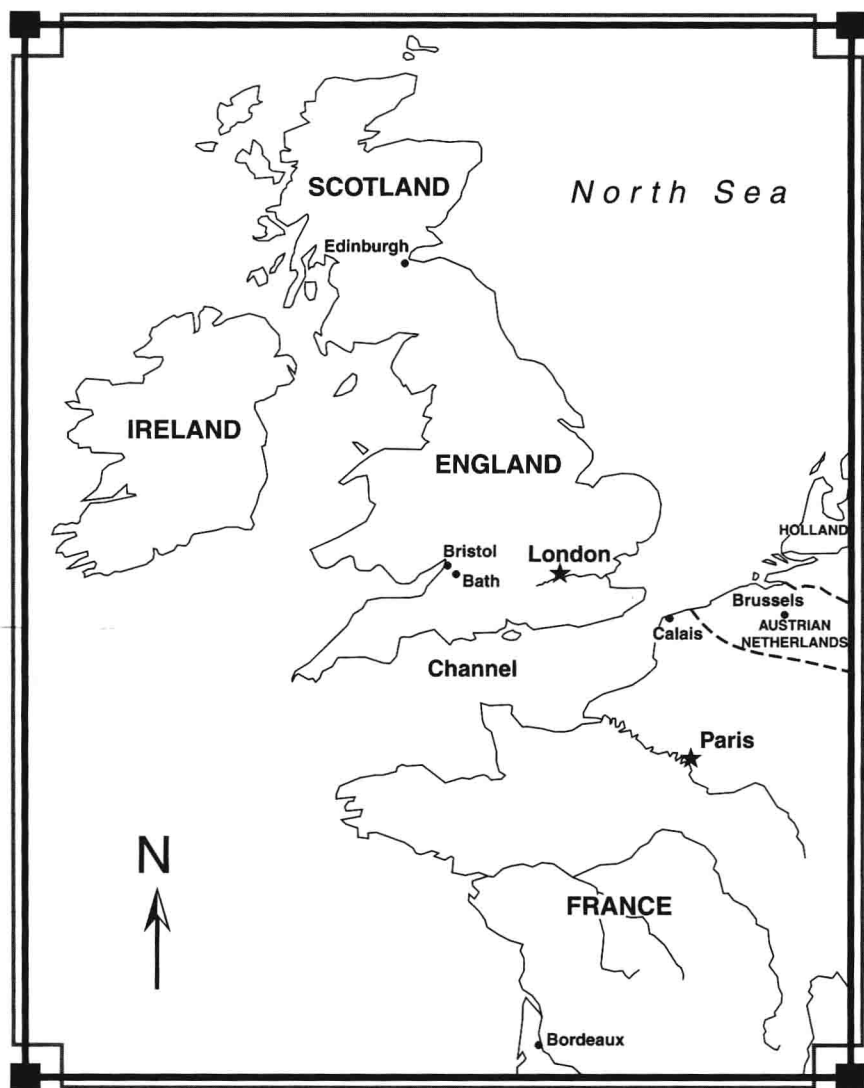 SCOTLAND
North Sea
Edinburgh
IRELAND
ENGLAND
HOLLAND
Bristol
London
Bath
Brussels
Calais
AUSTRIAN
NETHERLANDS
Channel
Paris
N
FRANCE
Bordeaux